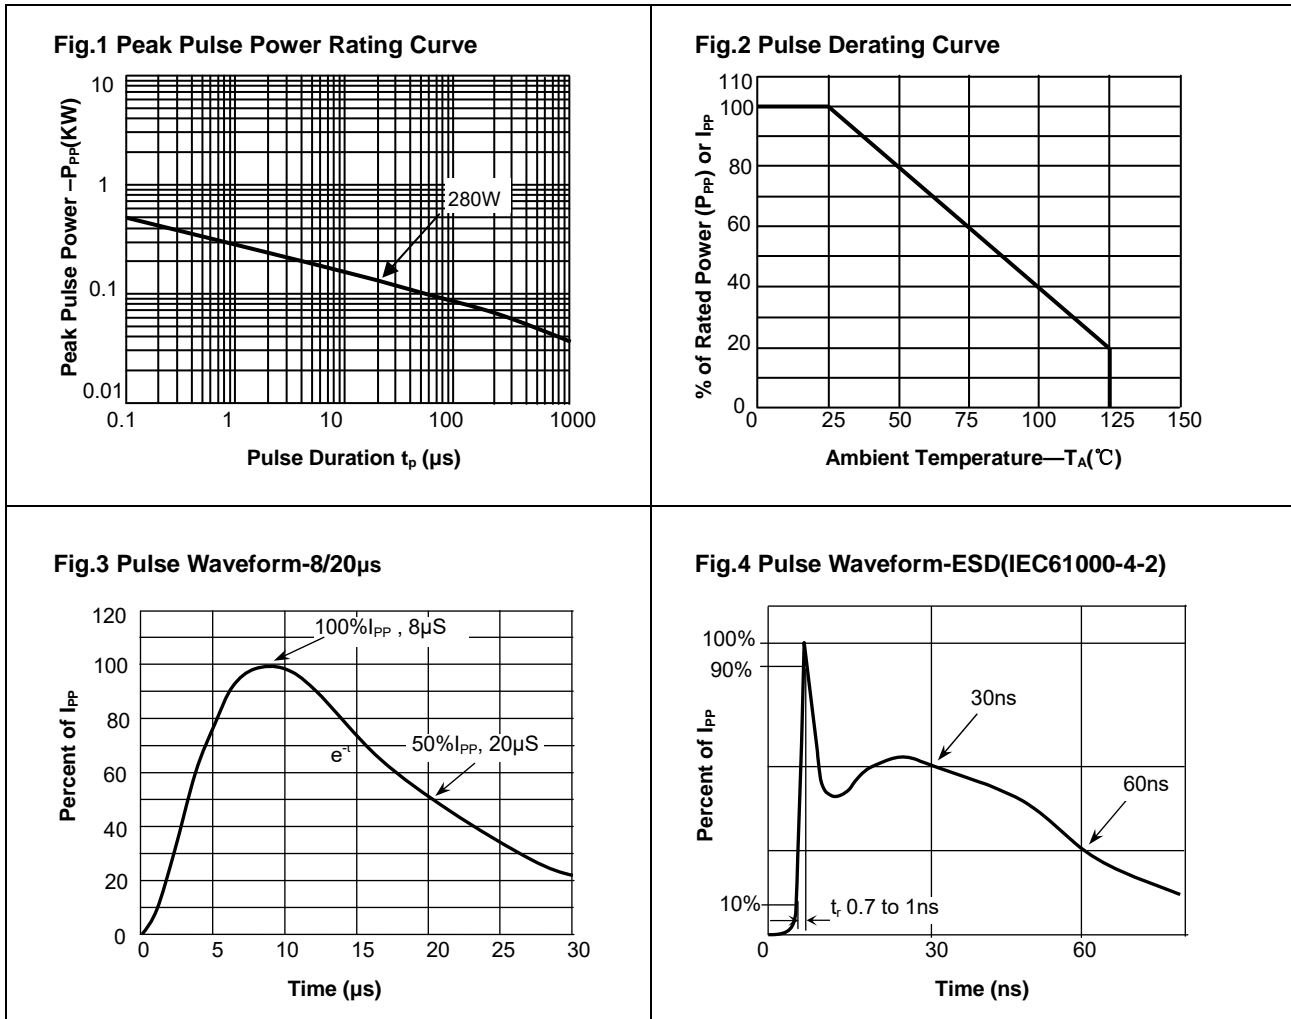 Fig.1 Peak Pulse Power Rating Curve
Peak Pulse Power –PPP(KW)
10
1
0.1
0.01
280W
0.1 1 10 100 1000
Pulse Duration tp (µs)
Fig.2 Pulse Derating Curve
% of Rated Power (PPP) or IPP
110
100
80
60
40
20
0
25 50 75 100 125 150
Ambient Temperature—TA(℃)
Fig.3 Pulse Waveform-8/20µs
Percent of IPP
120
100
80
60
40
20
0
100%IPP , 8µS
50%IPP, 20µS
e-t
0 5 10 15 20 25 30
Time (µs)
Fig.4 Pulse Waveform-ESD(IEC61000-4-2)
Percent of IPP
100%
90%
10%
30ns
60ns
tr 0.7 to 1ns
0 30 60
Time (ns)